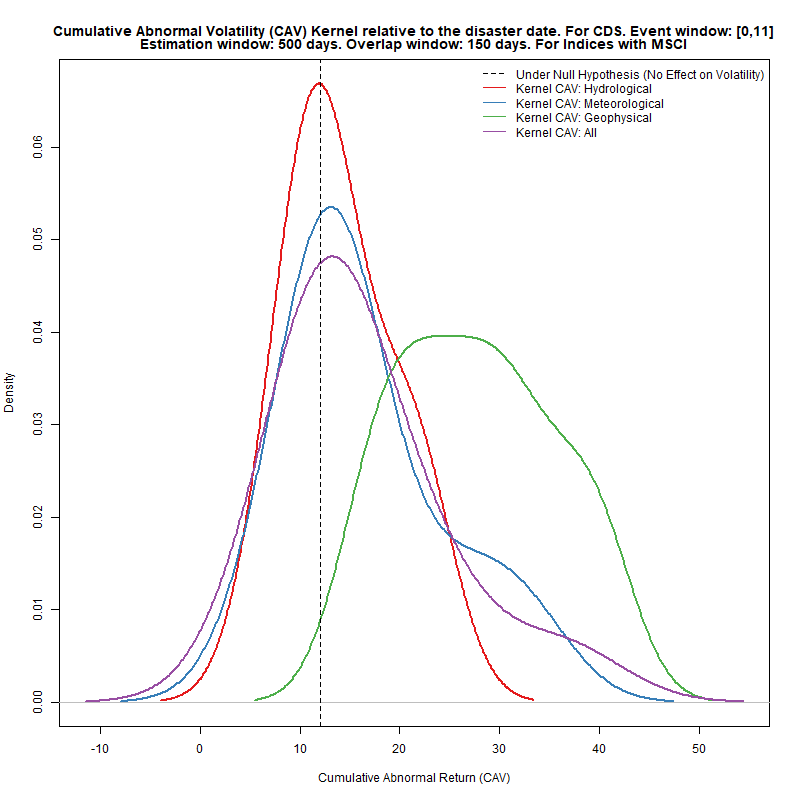 Cumulative Abnormal Volatility (CAV) Kernel relative to the disaster date. For CDS. Event window: [0,11]
Estimation window: 500 days. Overlap window: 150 days. For Indices with MSCI
Under Null Hypothesis (No Effect on Volatility)
Kernel CAV: Hydrological
Kernel CAV: Meteorological
Kernel CAV: Geophysical
Kernel CAV: All
Density
0.06
0.05
0.04
0.03
0.02
0.01
0.00
-10 0 10 20 30 40 50
Cumulative Abnormal Return (CAV)